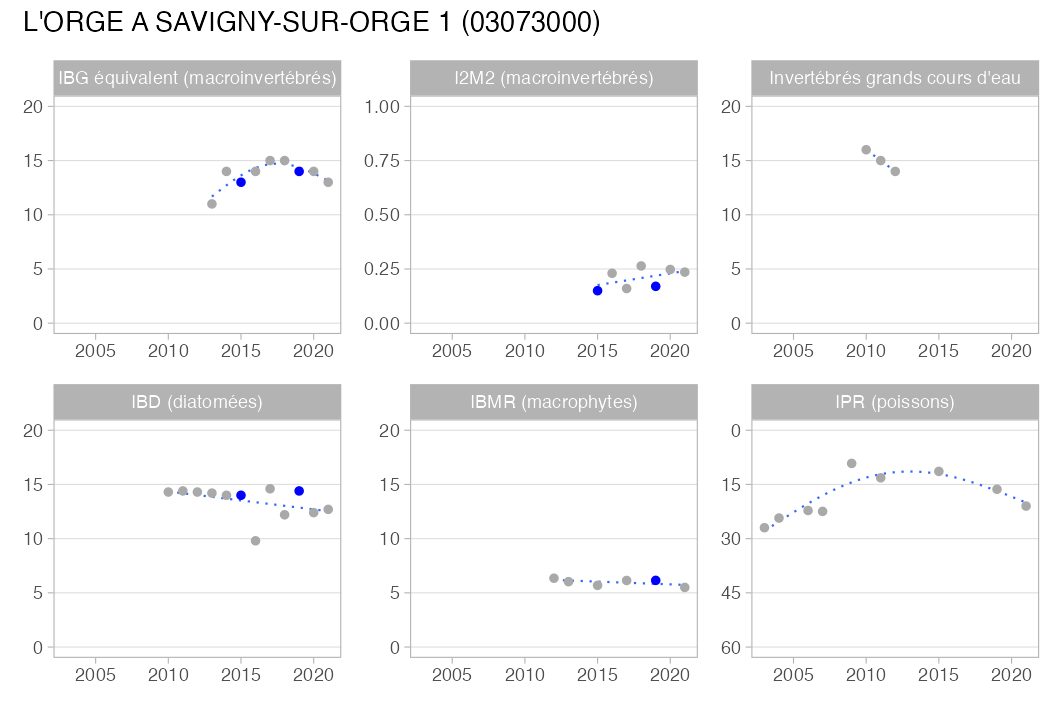 L'ORGE A SAVIGNY-SUR-ORGE 1 (03073000)
IBG équivalent (macroinvertébrés)
20
15
10
5
0
2005 2010 2015 2020
I2M2 (macroinvertébrés)
1.00
0.75
0.50
0.25
0.00
2005 2010 2015 2020
Invertébrés grands cours d'eau
20
15
10
5
0
2005 2010 2015 2020
IBD (diatomées)
20
15
10
5
0
2005 2010 2015 2020
IBMR (macrophytes)
20
15
10
5
0
2005 2010 2015 2020
IPR (poissons)
0
15
30
45
60
2005 2010 2015 2020